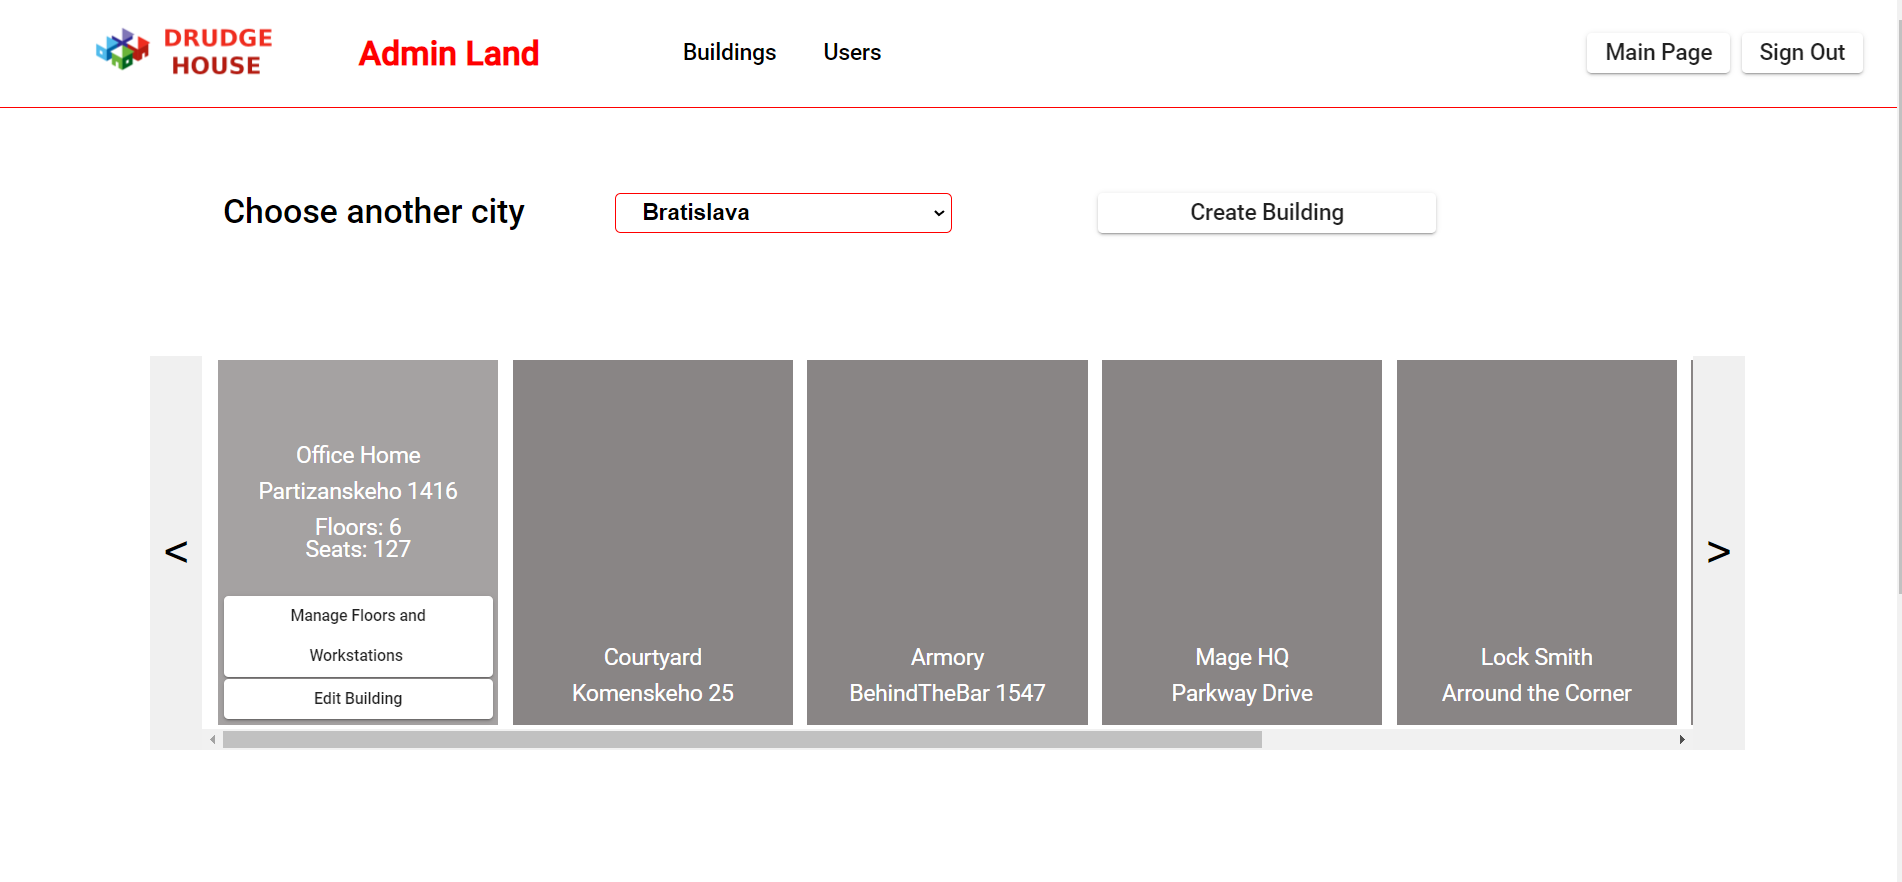 DRUDGE
HOUSE
Admin Land
Buildings
Users
Main Page
Sign Out
Choose another city
Bratislava
Create Building
<
Office Home
Partizanskeho 1416
Floors: 6
Seats: 127
Manage Floors and
Workstations
Edit Building
Courtyard
Komenskeho 25
Armory
BehindTheBar 1547
Mage HQ
Parkway Drive
Lock Smith
Arround the Corner
>